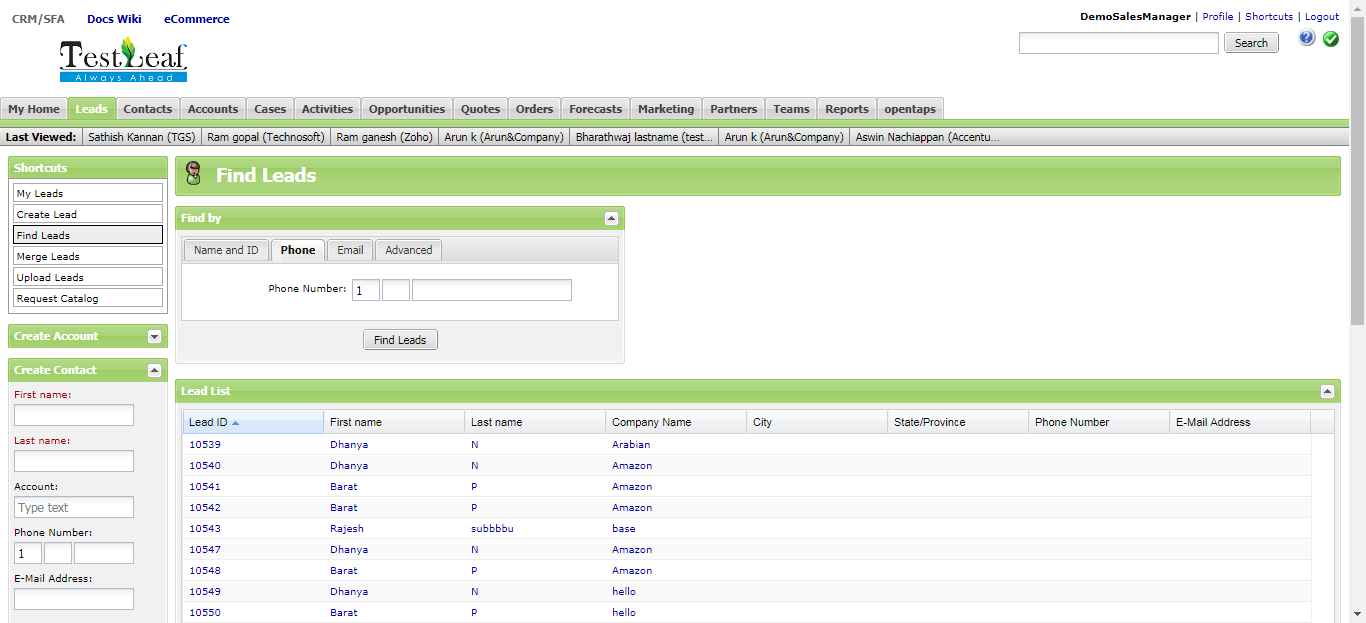 CRM/SFA Docs Wiki eCommerce
DemoSalesManager | Profile | Shortcuts | Logout
TestLeaf
Always Ahead
Search
My Home Leads Contacts Accounts Cases Activities Opportunities Quotes Orders Forecasts Marketing Partners Teams Reports opentaps
Last Viewed: Sathish Kannan (TGS) Ram gopal (Technosoft) Ram ganesh (Zoho) Arun k (Arun&Company) Bharathwaj lastname (test... Arun k (Arun&Company) Aswin Nachiappan (Accentu...
Shortcuts
My Leads
Create Lead
Find Leads
Merge Leads
Upload Leads
Request Catalog
Create Account
Create Contact
First name:
Last name:
Account:
Type text
Phone Number:
1
E-Mail Address:
Find Leads
Find by
Name and ID Phone Email Advanced
Phone Number: 1
Find Leads
Lead List
Lead ID First name Last name Company Name City State/Province Phone Number E-Mail Address
10539 Dhanya N Arabian
10540 Dhanya N Amazon
10541 Barat P Amazon
10542 Barat P Amazon
10543 Rajesh subbbbu base
10547 Dhanya N Amazon
10548 Barat P Amazon
10549 Dhanya N hello
10550 Barat P hello